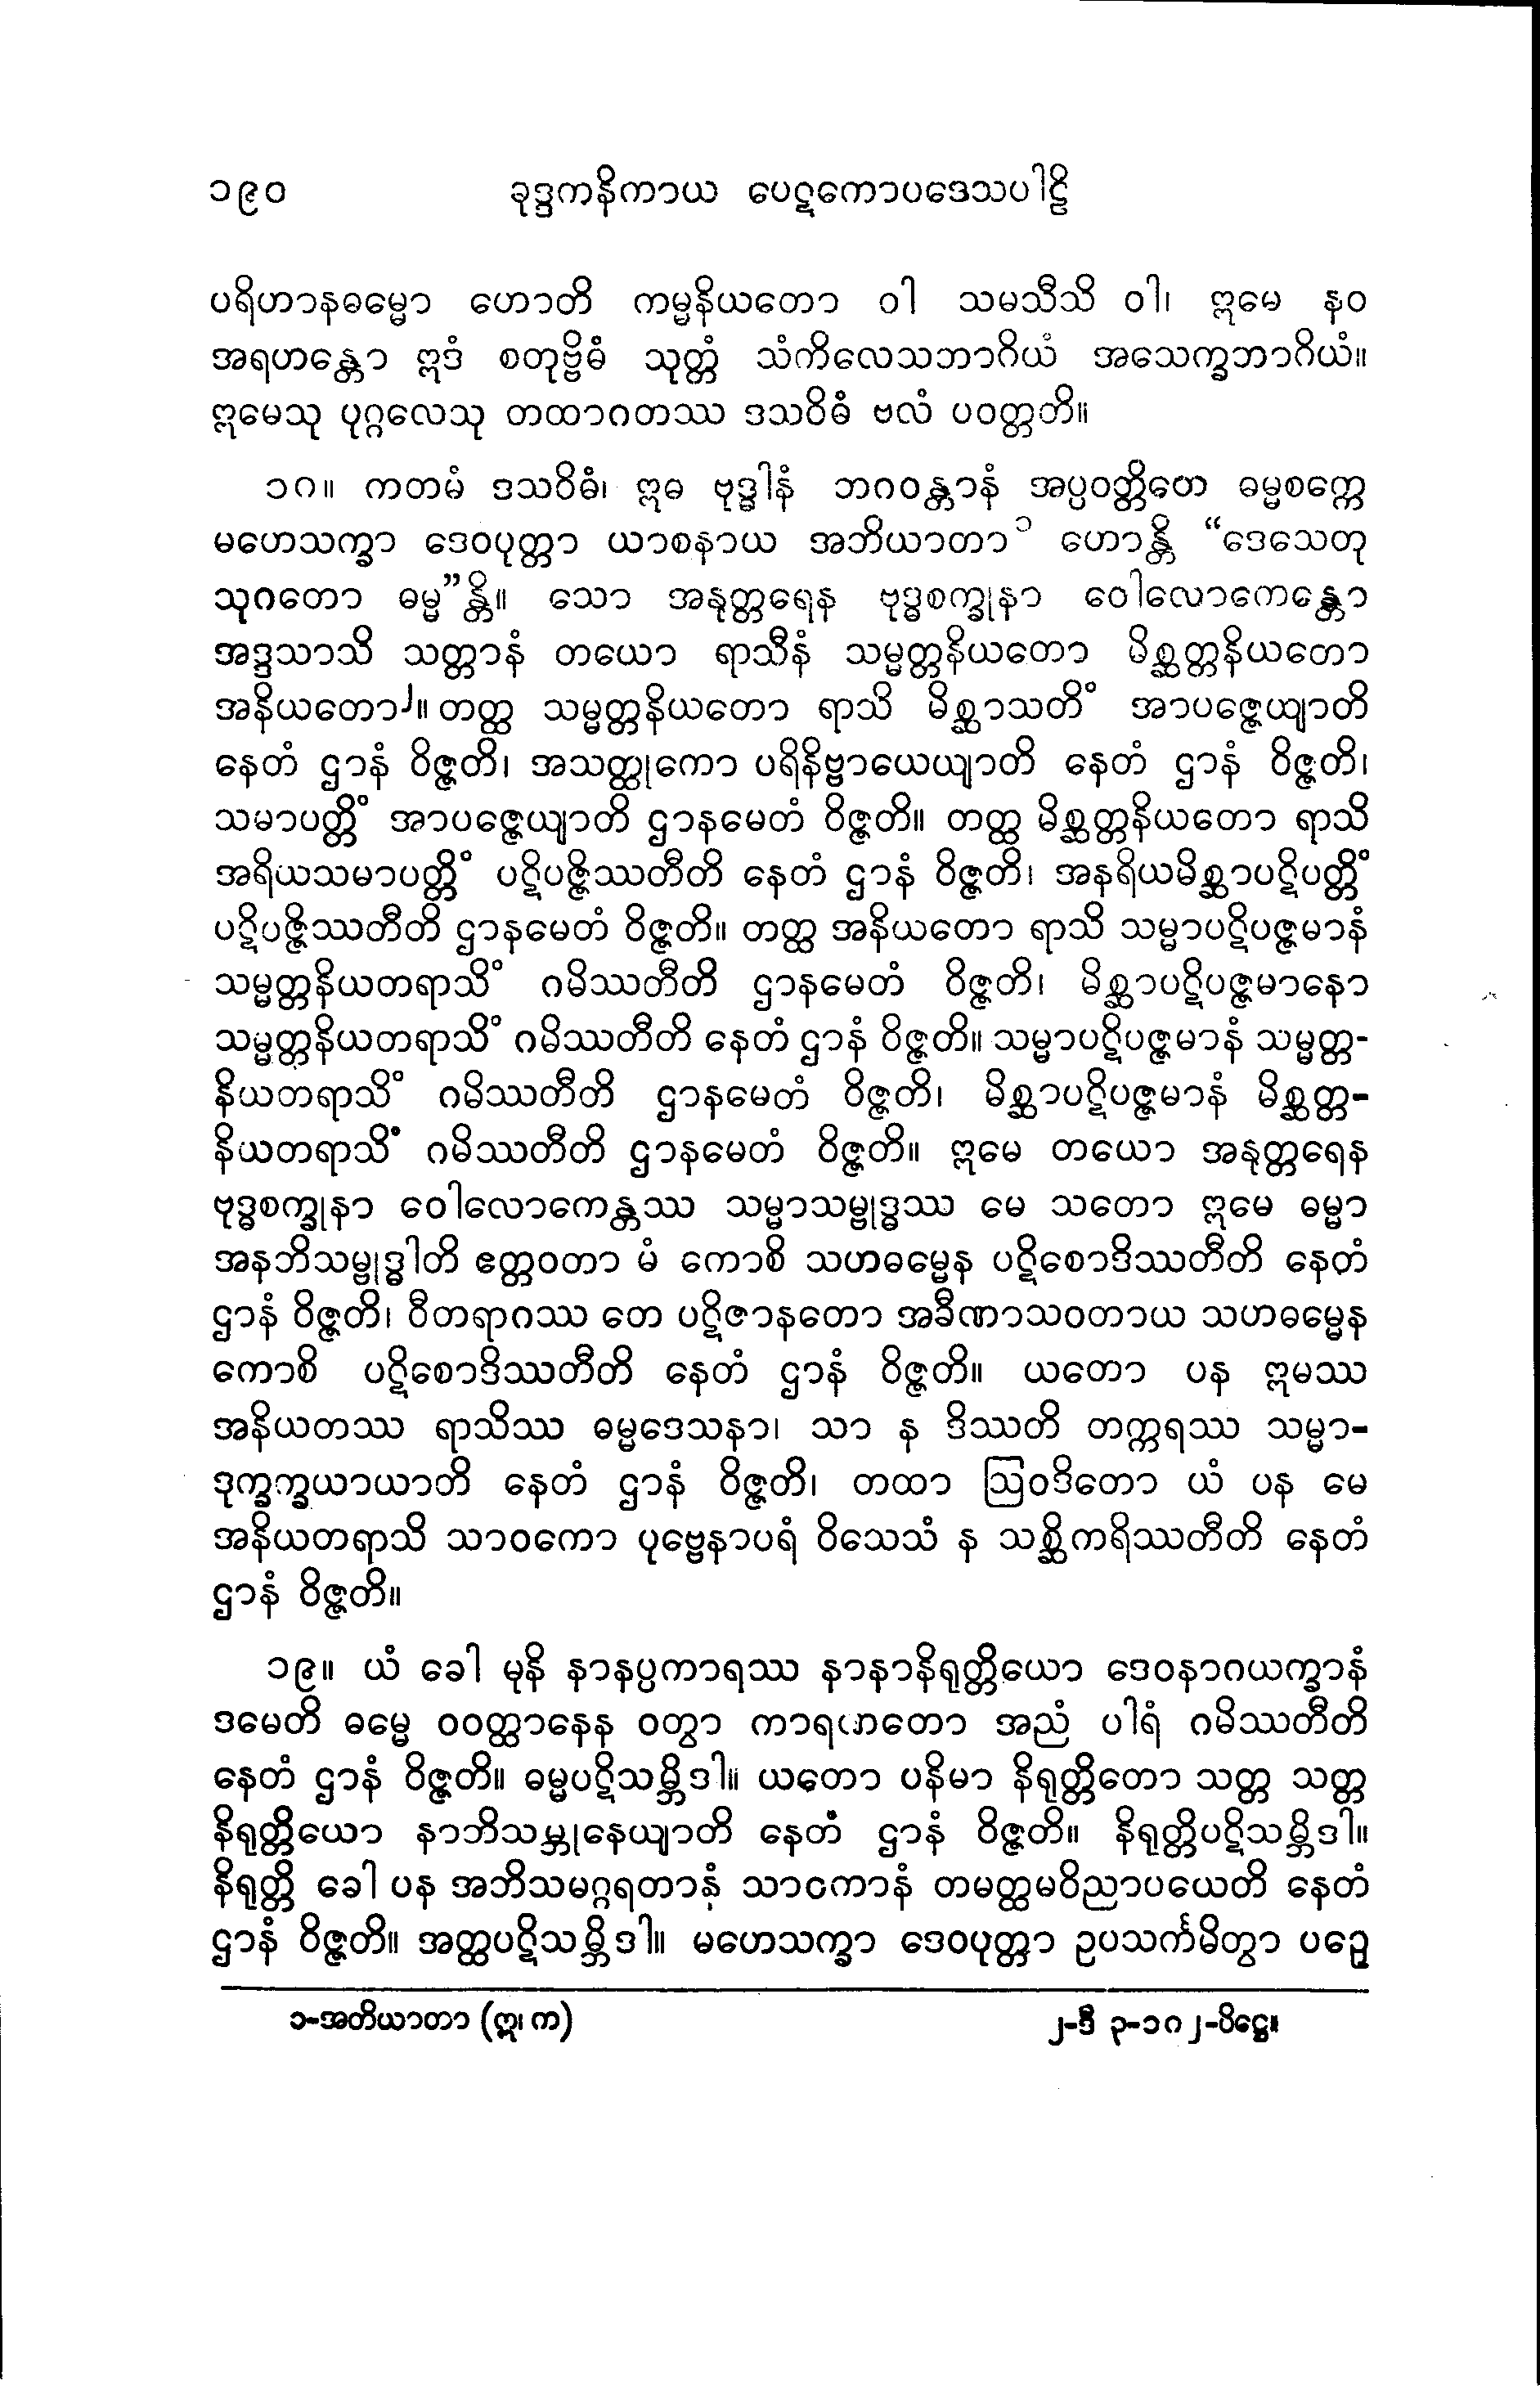 ၁၉၀ ခုဒ္ဒကနိကာယ ပေဋကောပဒေသပါဠိ
ပရိဟာနဓမ္မော ဟောတိ ကမ္မနိယတော ဝါ သမသီသိ ဝါ၊ ဣမေ နဝ
အရဟန္တော ဣဒံ စတုဗ္ဗိဓံ သုတ္တံ သံကိလေသဘာဂိယံ အသေက္ခဘာဂိယံ။
ဣမေသု ပုဂ္ဂလေသု တထာဂတဿ ဒသဝိဓံ ဗလံ ပဝတ္တတိ။
၁၈။ ကတမံ ဒသဝိဓံ၊ ဣဓ ဗုဒ္ဓါနံ ဘဂဝန္တာနံ အပ္ပဝတ္တိတေ ဓမ္မစက္ကေ
မဟေသက္ခာ ဒေဝပုတ္တာ ယာစနာယ အဘိယာတာ ၁ ဟောန္တိ “ဒေသေတု
သုဂတော ဓမ္မ”န္တိ။ သော အနုတ္တရေန ဗုဒ္ဓစက္ခုနာ ဝေါလောကေန္တော
အဒ္ဒသာသိ သတ္တာနံ တယော ရာသီနံ သမ္မတ္တနိယတော မိစ္ဆတ္တနိယတော
အနိယတော၂။ တတ္ထ သမ္မတ္တနိယတော ရာသိ မိစ္ဆာသတိံ အာပဇ္ဇေယျာတိ
နေတံ ဌာနံ ဝိဇ္ဇတိ၊ အသတ္ထုကော ပရိနိဗ္ဗာယေယျာတိ နေတံ ဌာနံ ဝိဇ္ဇတိ၊
သမာပတ္တိံ အာပဇ္ဇေယျာတိ ဌာနမေတံ ဝိဇ္ဇတိ။ တတ္ထ မိစ္ဆတ္တနိယတော ရာသိ
အရိယသမာပတ္တိံ ပဋိပဇ္ဇိဿတီတိ နေတံ ဌာနံ ဝိဇ္ဇတိ၊ အနရိယမိစ္ဆာပဋိပတ္တိံ
ပဋိပဇ္ဇိဿတီတိ ဌာနမေတံ ဝိဇ္ဇတိ။ တတ္ထ အနိယတော ရာသိ သမ္မာပဋိပဇ္ဇမာနံ
သမ္မတ္တနိယတရာသိံ ဂမိဿတီတိ ဌာနမေတံ ဝိဇ္ဇတိ၊ မိစ္ဆာပဋိပဇ္ဇမာနော
သမ္မတ္တနိယတရာသိံ ဂမိဿတီတိ နေတံ ဌာနံ ဝိဇ္ဇတိ။ သမ္မာပဋိပဇ္ဇမာနံ သမ္မတ္တ-
နိယတရာသိံ ဂမိဿတီတိ ဌာနမေတံ ဝိဇ္ဇတိ၊ မိစ္ဆာပဋိပဇ္ဇမာနံ မိစ္ဆတ္တ-
နိယတရာသိံ ဂမိဿတီတိ ဌာနမေတံ ဝိဇ္ဇတိ။ ဣမေ တယော အနုတ္တရေန
ဗုဒ္ဓစက္ခုနာ ဝေါလောကေန္တဿ သမ္မာသမ္ဗုဒ္ဓဿ မေ သတော ဣမေ ဓမ္မာ
အနဘိသမ္ဗုဒ္ဓါတိ ဧတ္တဝတာ မံ ကောစိ သဟဓမ္မေန ပဋိစောဒိဿတီတိ နေတံ
ဌာနံ ဝိဇ္ဇတိ၊ ဝီတရာဂဿ တေ ပဋိဇာနတော အခီဏာသဝတာယ သဟဓမ္မေန
ကောစိ ပဋိစောဒိဿတီတိ နေတံ ဌာနံ ဝိဇ္ဇတိ။ ယတော ပန ဣမဿ
အနိယတဿ ရာသိဿ ဓမ္မဒေသနာ၊ သာ န ဒိဿတိ တက္ကရဿ သမ္မာ-
ဒုက္ခက္ခယာယာတိ နေတံ ဌာနံ ဝိဇ္ဇတိ၊ တထာ ဩဝဒိတော ယံ ပန မေ
အနိယတရာသိ သာဝကော ပုဗ္ဗေနာပရံ ဝိသေသံ န သစ္ဆိကရိဿတီတိ နေတံ
ဌာနံ ဝိဇ္ဇတိ။
၁၉။ ယံ ခေါ မုနိ နာနပ္ပကာရဿ နာနာနိရုတ္တိယော ဒေဝနာဂယက္ခာနံ
ဒမေတိ ဓမ္မေ ဝဝတ္ထာနေန ဝတွာ ကာရဏတော အညံ ပါရံ ဂမိဿတီတိ
နေတံ ဌာနံ ဝိဇ္ဇတိ။ ဓမ္မပဋိသမ္ဘိဒါ။ ယတော ပနိမာ နိရုတ္တိတော သတ္တ သတ္တ
နိရုတ္တိယော နာဘိသမ္ဘုနေယျာတိ နေတံ ဌာနံ ဝိဇ္ဇတိ။ နိရုတ္တိပဋိသမ္ဘိဒါ။
နိရုတ္တိ ခေါ ပန အဘိသမဂ္ဂရတာနံ သာဝကာနံ တမတ္ထမဝိညာပယေတိ နေတံ
ဌာနံ ဝိဇ္ဇတိ။ အတ္ထပဋိသမ္ဘိဒါ။ မဟေသက္ခာ ဒေဝပုတ္တာ ဥပသင်္ကမိတွာ ပဉှေ
၁-အတိယာတာ (ဣ၊ က) ၂-ဒီ ၃-၁၈၂-ပိဋ္ဌေ။